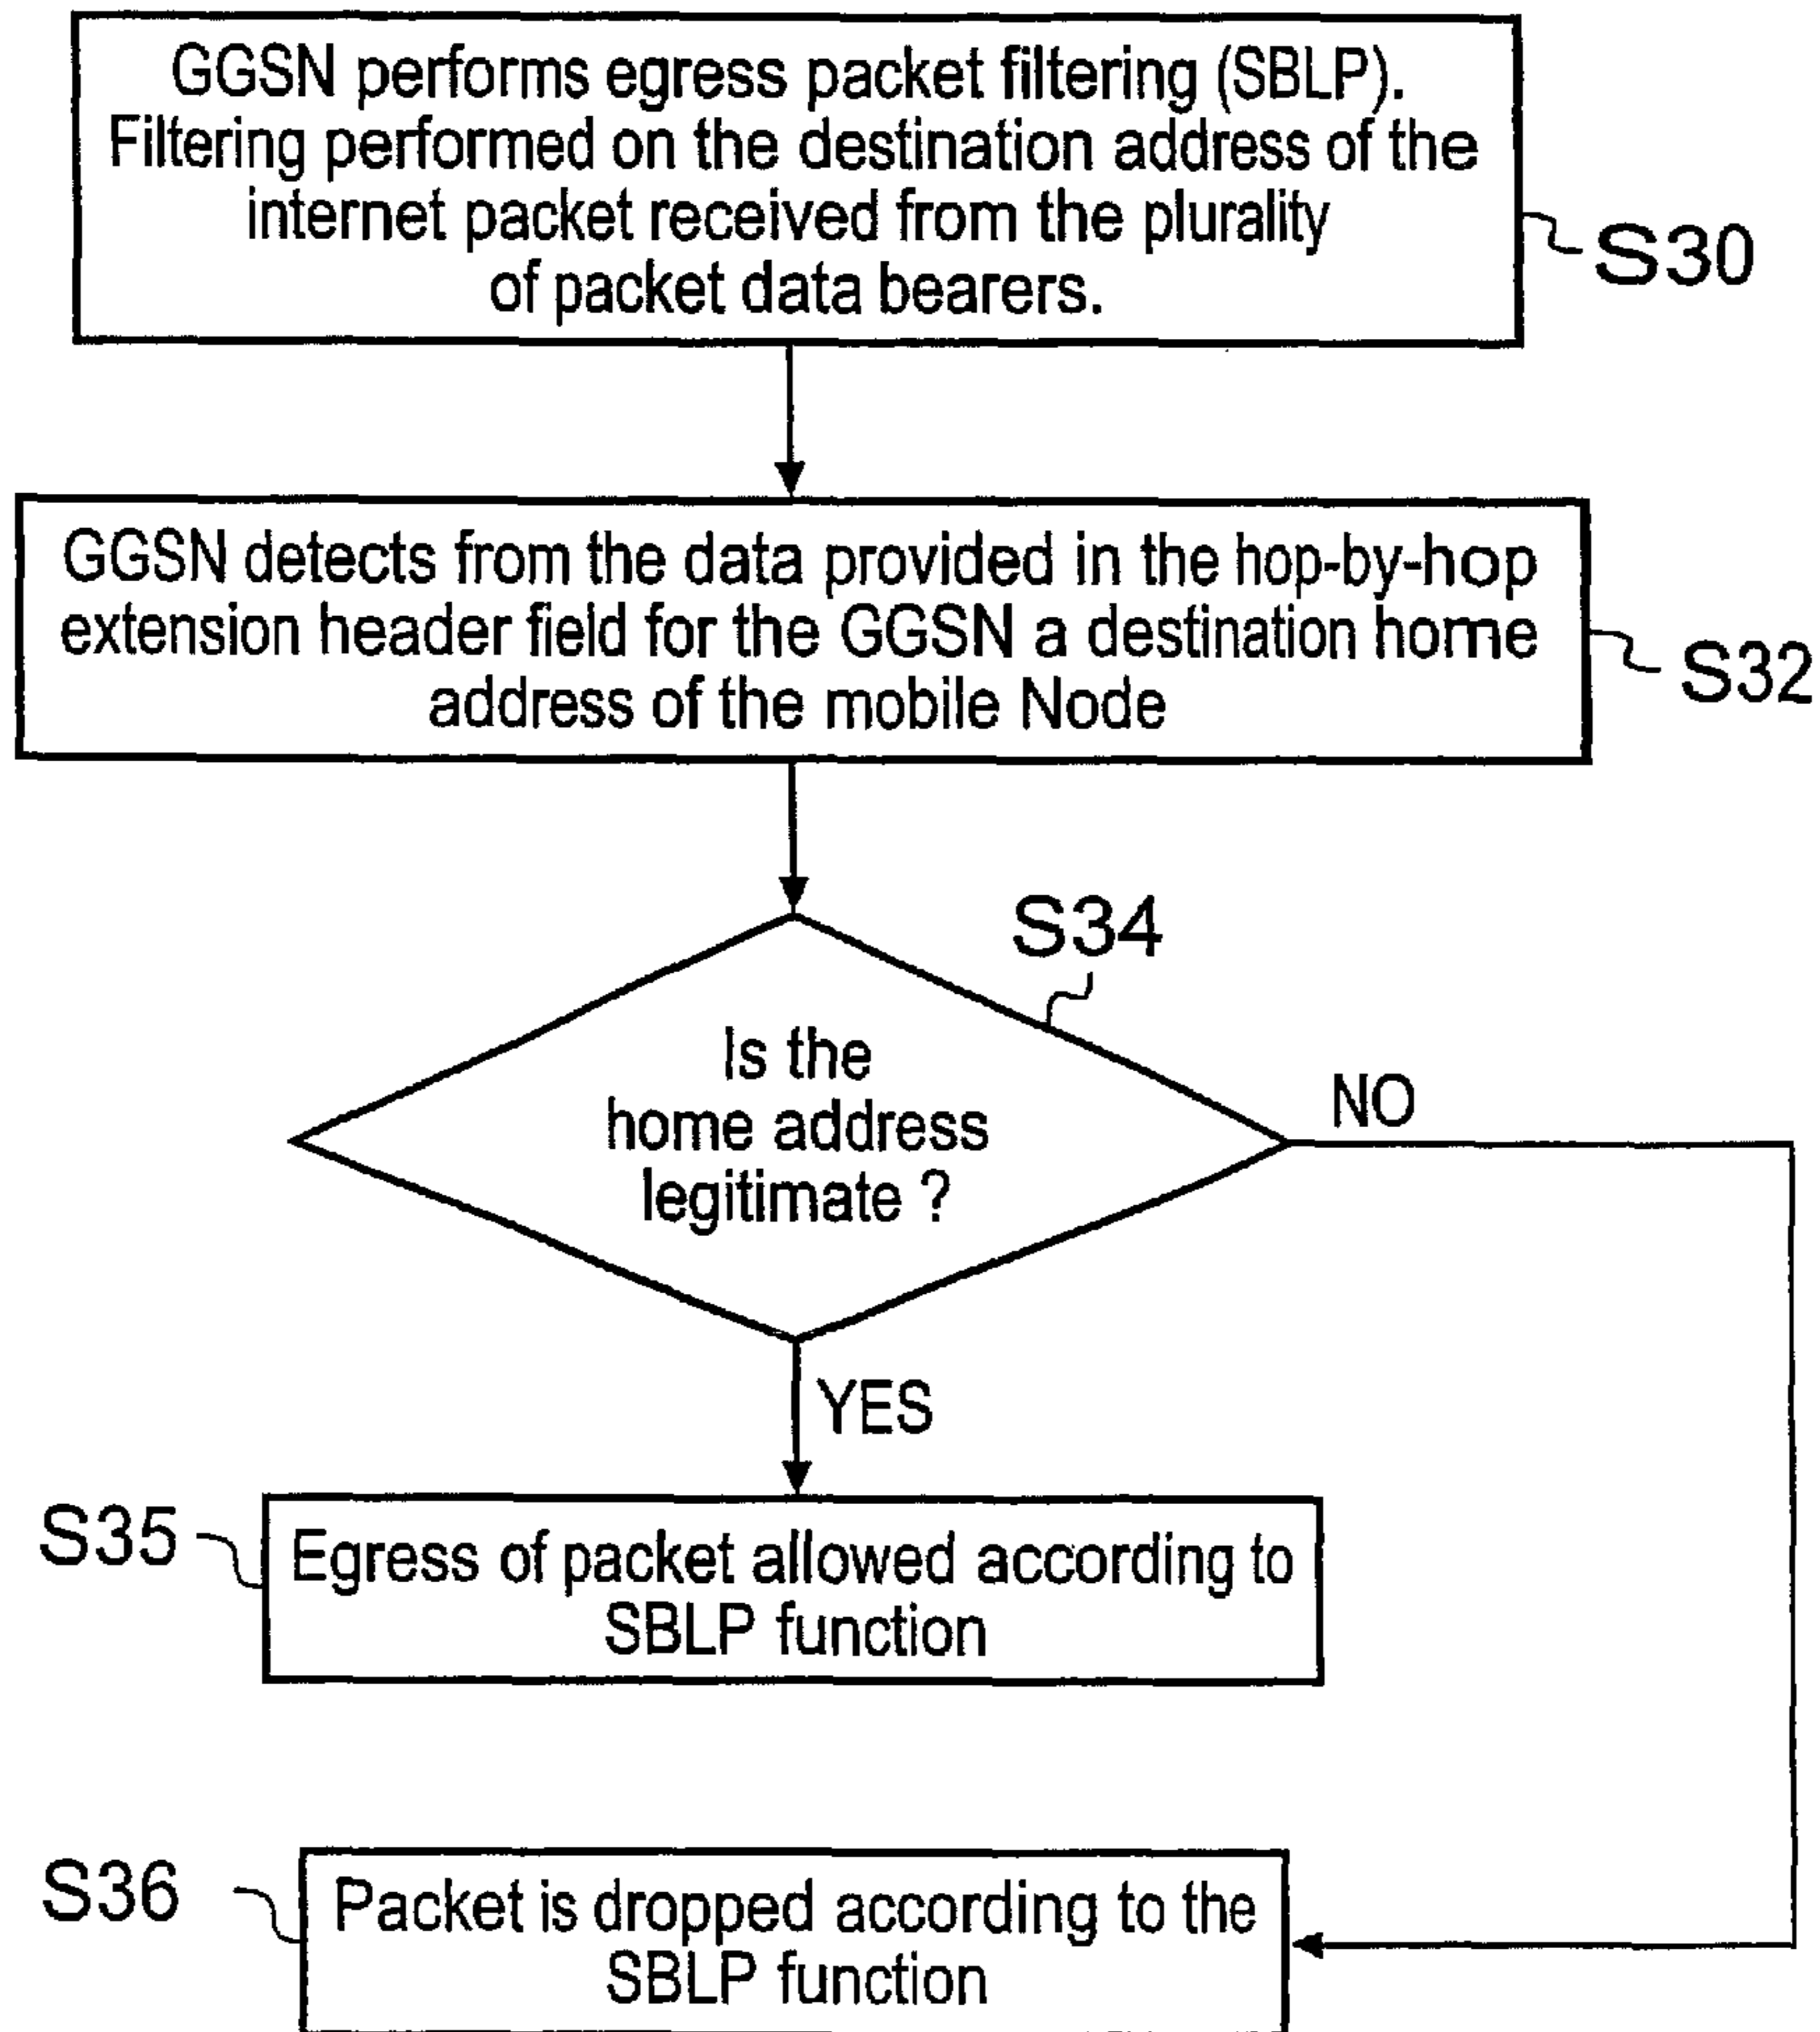 GGSN performs egress packet filtering (SBLP).
Filtering performed on the destination address of the
internet packet received from the plurality
of packet data bearers.
S30
GGSN detects from the data provided in the hop-by-hop
extension header field for the GGSN a destination home
address of the mobile Node
S32
S34
Is the
home address
legitimate ?
NO
YES
S35
Egress of packet allowed according to
SBLP function
S36
Packet is dropped according to the
SBLP function